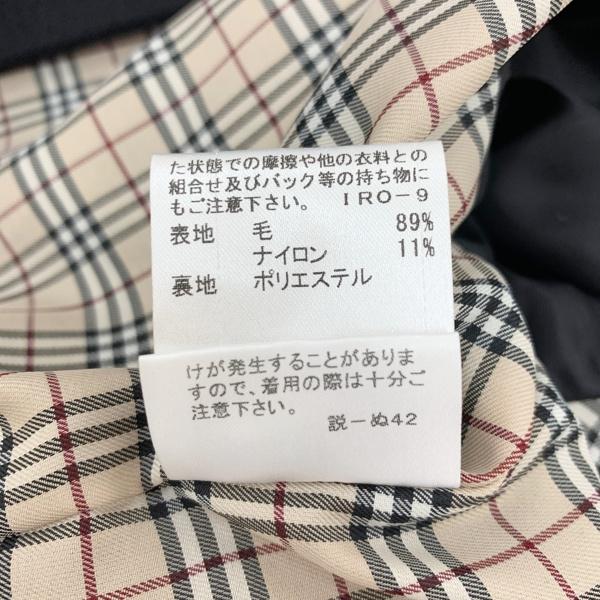 た状態での摩擦や他の衣料との
組合せ及びバック等の持ち物に
もご注意下さい。 IRO-9
表地 毛 89%
ナイロン 11%
裏地 ポリエステル
けが発生することがありま
すので、着用の際は十分ご
注意下さい。
説ーぬ42